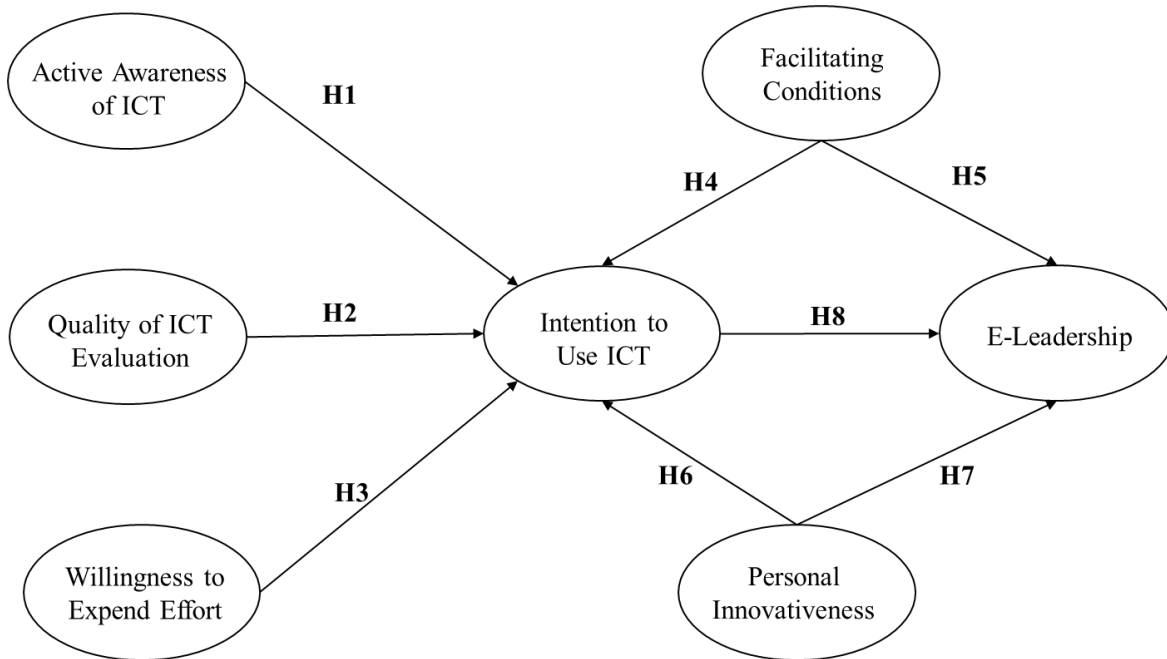 Active Awareness
of ICT
H1
Facilitating
Conditions
H4
H5
Quality of ICT
Evaluation
H2
Intention to
Use ICT
H8
E-Leadership
H3
H6
H7
Willingness to
Expend Effort
Personal
Innovativeness